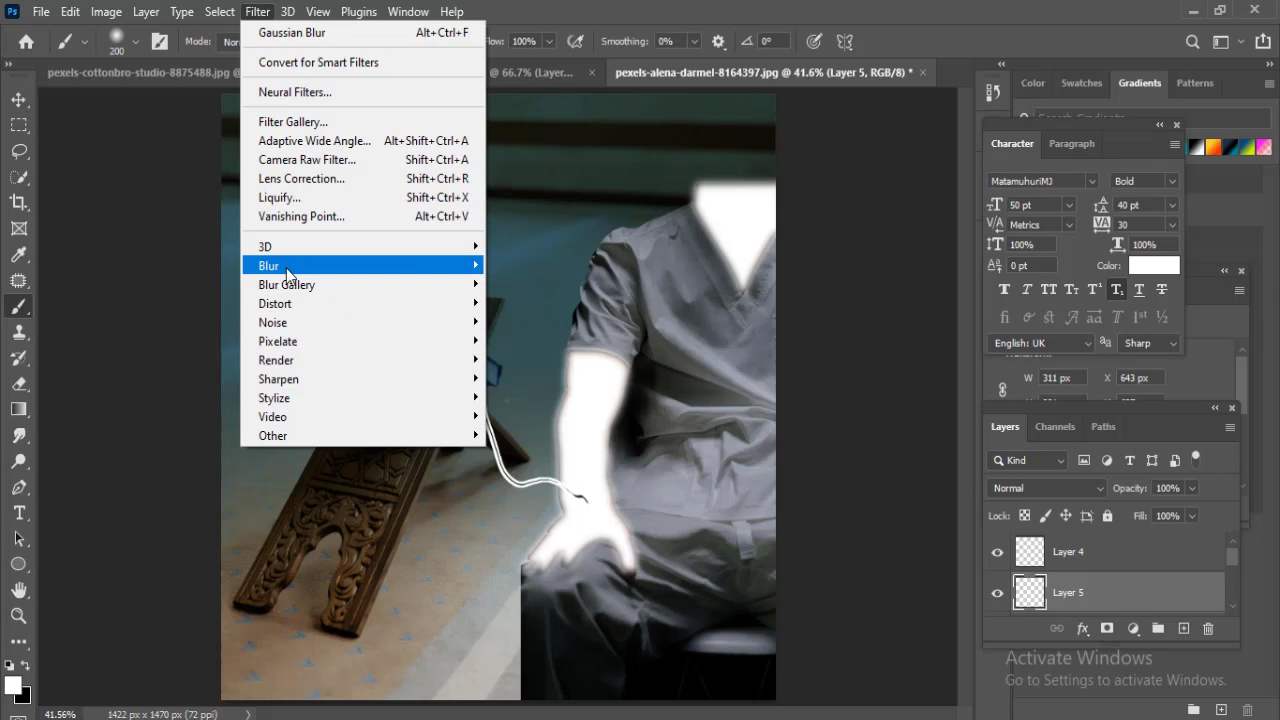 File Edit Image Layer Type Select Filter 3D View Plugins Window Help
200 Mode: Flow: 100% Smoothing: 0% 0°
pexels-cottonbro-studio-8875488.jpg @ @ 66.7% (Layer... × pexels-alena-darmel-8164397.jpg @ 41.6% (Layer 5, RGB/8) * ×
Gaussian Blur Alt+Ctrl+F
Convert for Smart Filters
Neural Filters...
Filter Gallery...
Adaptive Wide Angle... Alt+Shift+Ctrl+A
Camera Raw Filter... Shift+Ctrl+A
Lens Correction... Shift+Ctrl+R
Liquify... Shift+Ctrl+X
Vanishing Point... Alt+Ctrl+V
3D
Blur
Blur Gallery
Distort
Noise
Pixelate
Render
Sharpen
Stylize
Video
Other
Color Swatches Gradients Patterns
Character Paragraph
MatamuhuriMJ Bold
50 pt 40 pt
Metrics 30
100% 100%
0 pt Color:
English: UK Sharp
W 311 px X 643 px
Layers Channels Paths
Kind
Normal Opacity: 100%
Lock: Fill: 100%
Layer 4
Layer 5
Activate Windows
Go to Settings to activate Windows.
41.56% 1422 px x 1470 px (72 ppi)